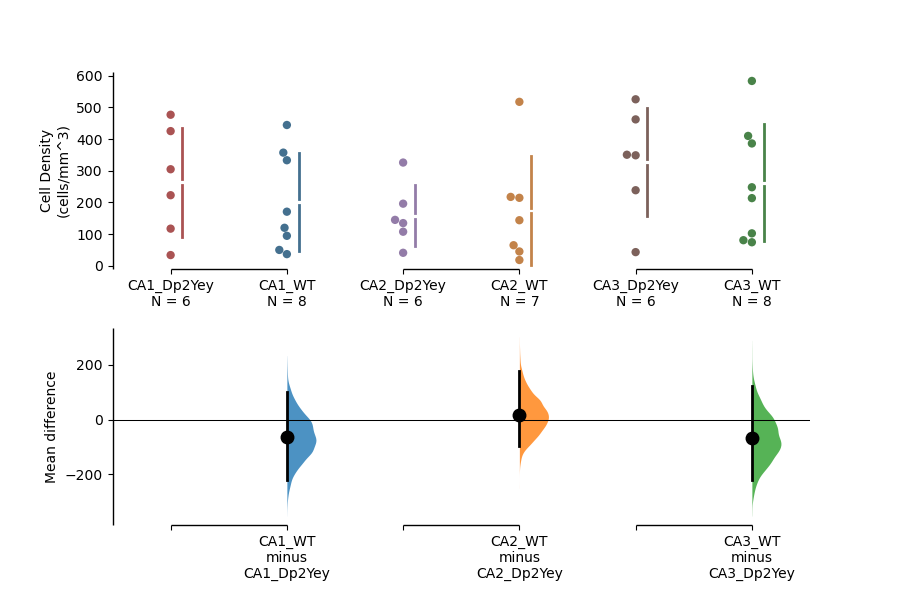 Cell Density
(cells/mm^3)
600
500
400
300
200
100
0
CA1_Dp2Yey
N = 6
CA1_WT
N = 8
CA2_Dp2Yey
N = 6
CA2_WT
N = 7
CA3_Dp2Yey
N = 6
CA3_WT
N = 8
Mean difference
200
0
−200
CA1_WT
minus
CA1_Dp2Yey
CA2_WT
minus
CA2_Dp2Yey
CA3_WT
minus
CA3_Dp2Yey